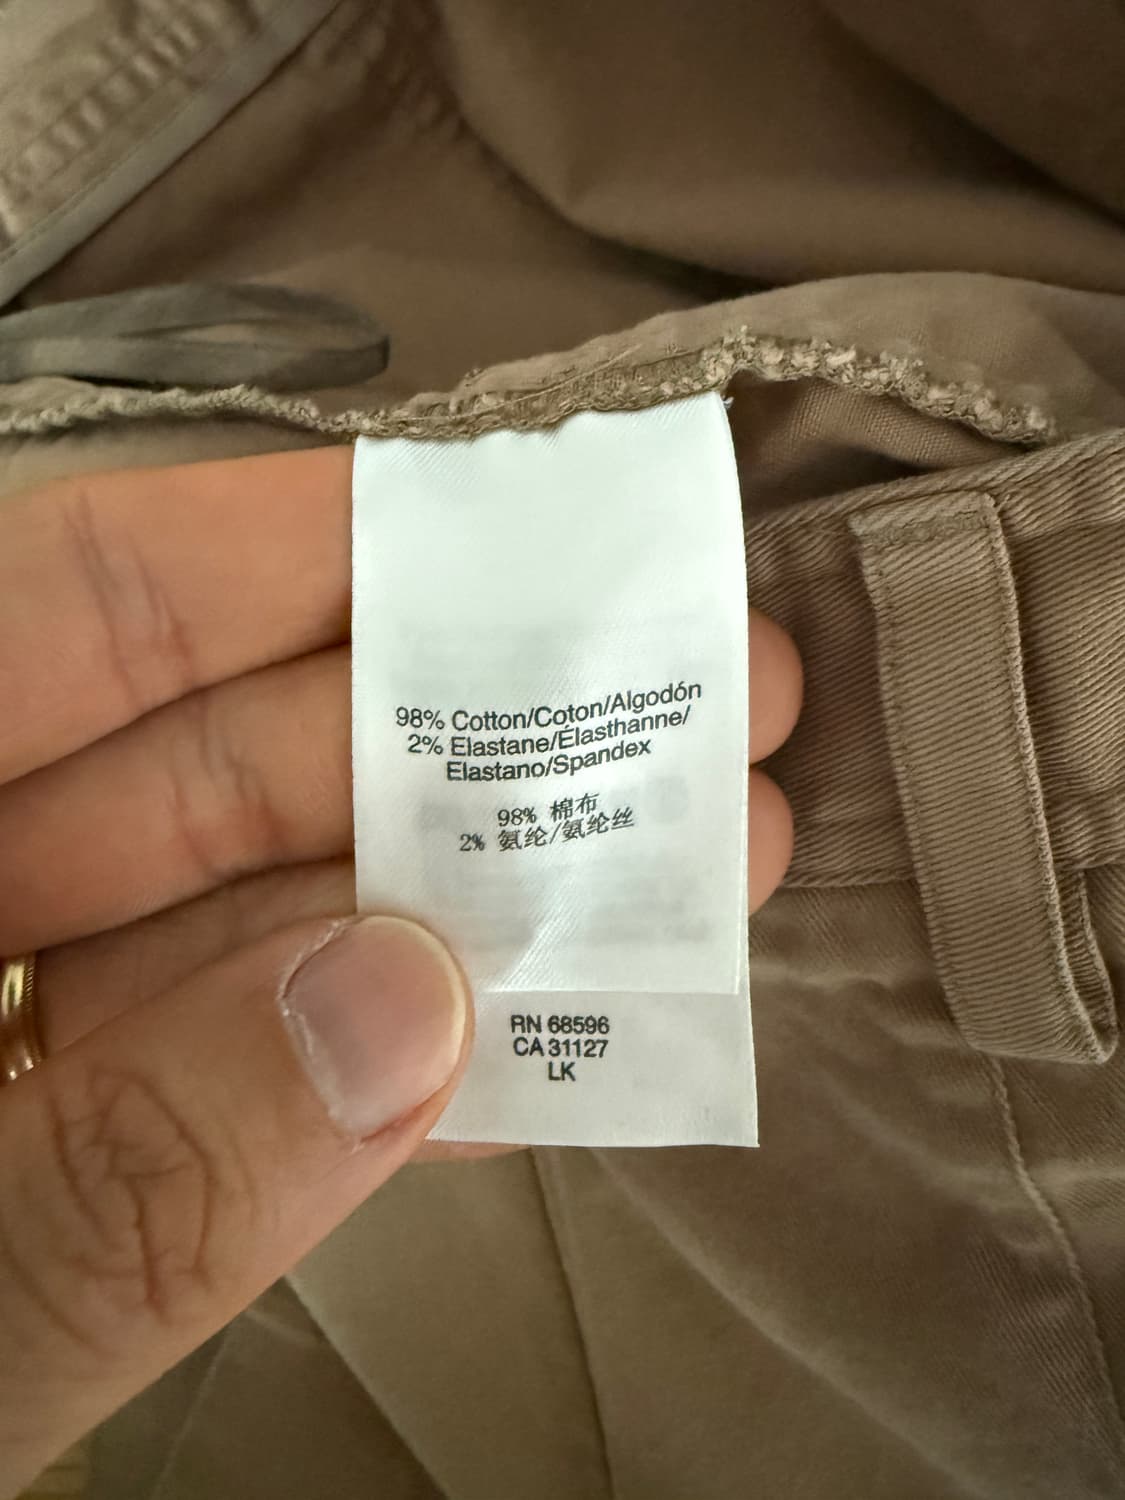 98% Cotton/Coton/Algodón
2% Elastane/Élasthanne/
Elastano/Spandex
98% 棉布
2% 氨纶/氨纶丝
RN 68596
CA 31127
LK